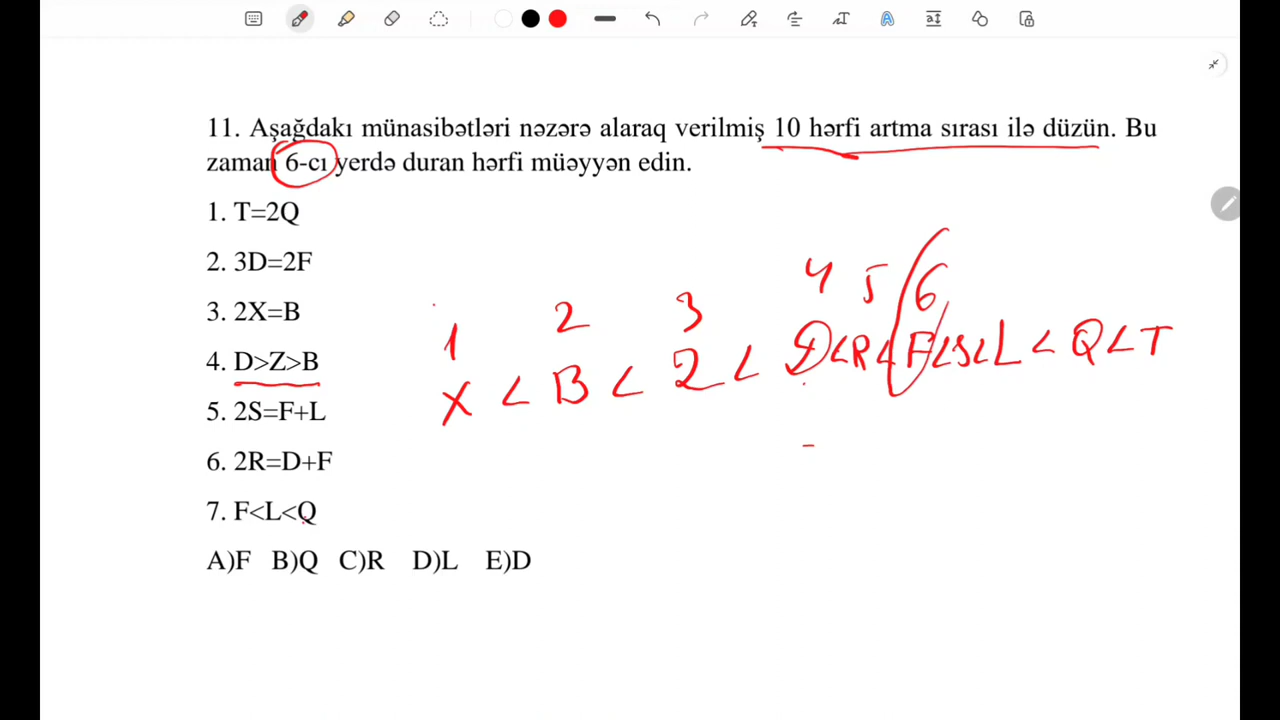 11. Aşağdakı münasibətləri nəzərə alaraq verilmiş 10 hərfi artma sırası ilə düzün. Bu
zaman 6-cı yerdə duran hərfi müəyyən edin.
1. T=2Q
2. 3D=2F
3. 2X=B
4. D>Z>B
5. 2S=F+L
6. 2R=D+F
7. F<L<Q
A)F B)Q C)R D)L E)D
1 2 3 4 5 6
X < B < Z < D < R < F < S < L < Q < T